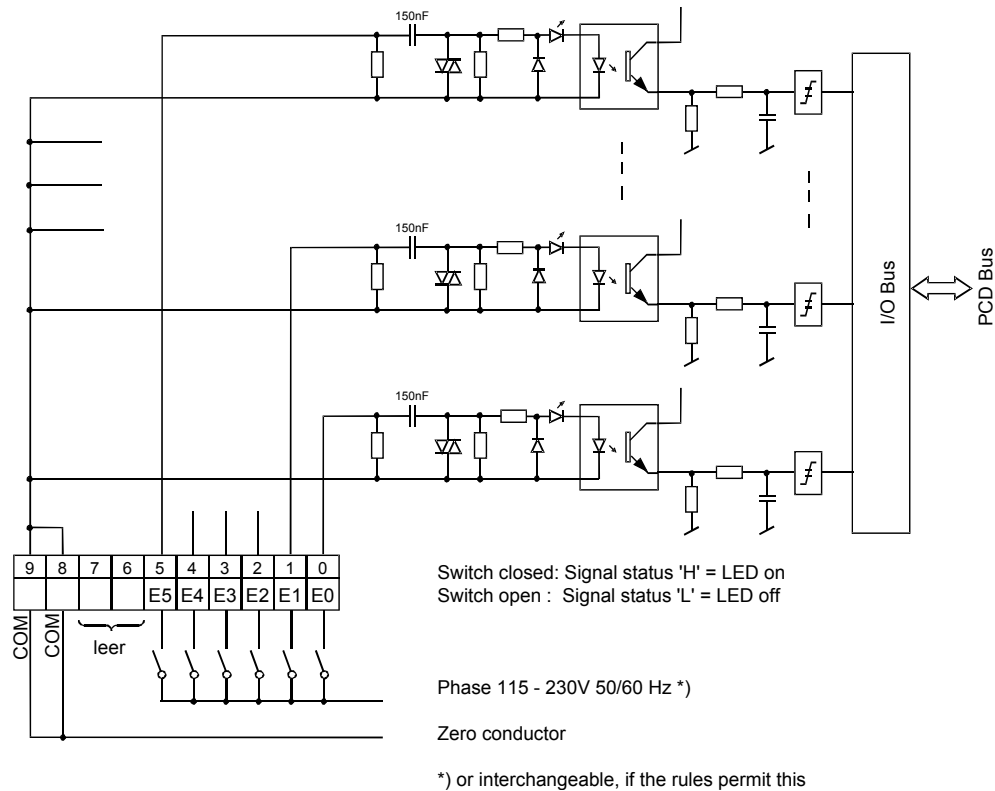 150nF
150nF
I/O Bus
PCD Bus
150nF
9 8 7 6 5 4 3 2 1 0
E5 E4 E3 E2 E1 E0
COM
COM
leer
Switch closed: Signal status 'H' = LED on
Switch open : Signal status 'L' = LED off
Phase 115 - 230V 50/60 Hz *)
Zero conductor
*) or interchangeable, if the rules permit this